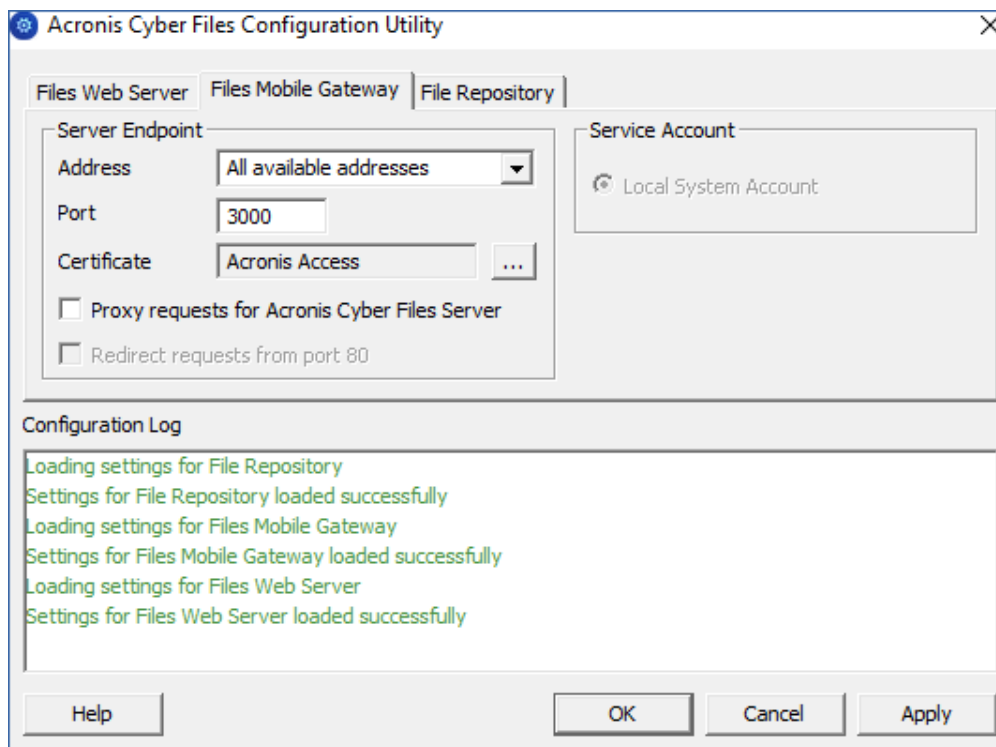 Acronis Cyber Files Configuration Utility
Files Web Server
Files Mobile Gateway
File Repository
Server Endpoint
Address
All available addresses
Port
3000
Certificate
Acronis Access
...
Proxy requests for Acronis Cyber Files Server
Redirect requests from port 80
Service Account
Local System Account
Configuration Log
Loading settings for File Repository
Settings for File Repository loaded successfully
Loading settings for Files Mobile Gateway
Settings for Files Mobile Gateway loaded successfully
Loading settings for Files Web Server
Settings for Files Web Server loaded successfully
Help
OK
Cancel
Apply